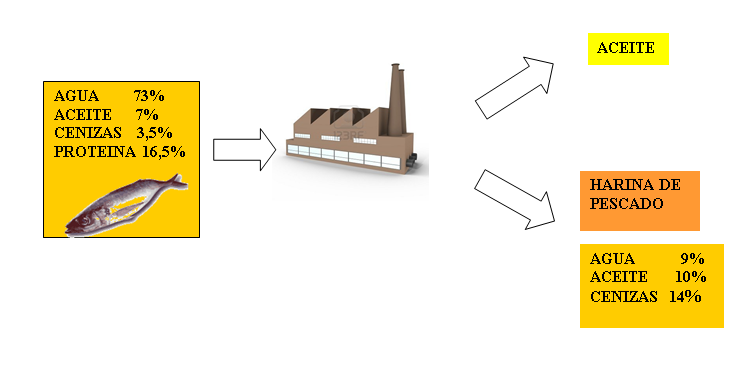 AGUA 73%
ACEITE 7%
CENIZAS 3,5%
PROTEINA 16,5%
ACEITE
HARINA DE
PESCADO
AGUA 9%
ACEITE 10%
CENIZAS 14%